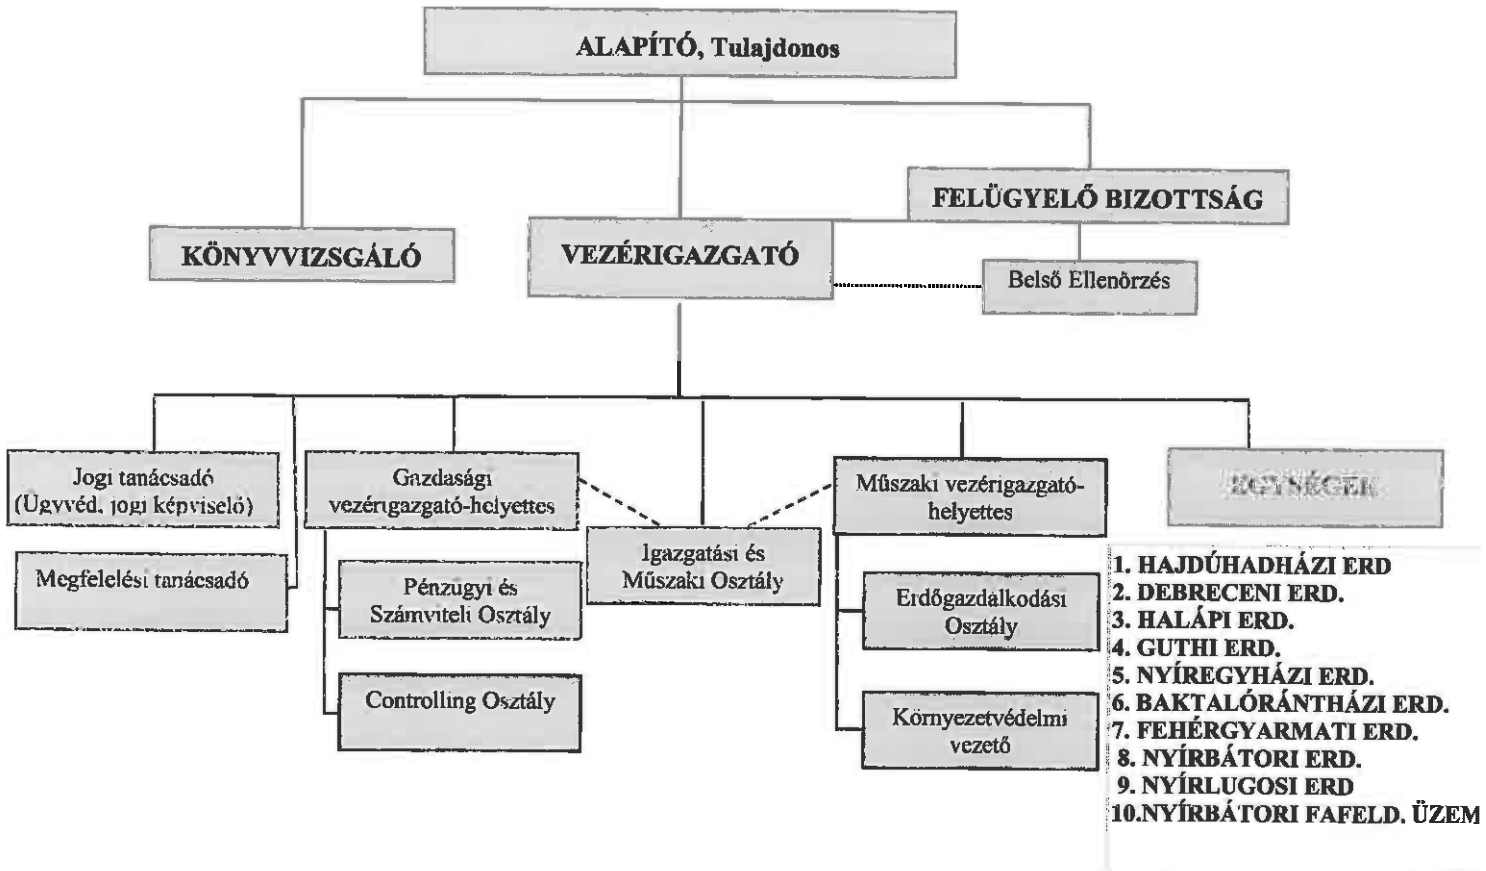 ALAPÍTÓ, Tulajdonos
FELÜGYELŐ BIZOTTSÁG
KÖNYVVIZSGÁLÓ
VEZÉRIGAZGATÓ
Belső Ellenőrzés
Jogi tanácsadó
(Ügyvéd, jogi képviselő)
Megfelelési tanácsadó
Gazdasági
vezérigazgató-helyettes
Pénzügyi és
Számviteli Osztály
Controlling Osztály
Igazgatási és
Műszaki Osztály
Műszaki vezérigazgató-
helyettes
Erdőgazdálkodási
Osztály
Környezetvédelmi
vezető
EGYSÉGEK
1. HAJDÚHADHÁZI ERD
2. DEBRECENI ERD.
3. HALÁPI ERD.
4. GUTHI ERD.
5. NYÍREGYHÁZI ERD.
6. BAKTALÓRÁNTHÁZI ERD.
7. FEHÉRGYARMATI ERD.
8. NYÍRBÁTORI ERD.
9. NYÍRLUGOSI ERD
10.NYÍRBÁTORI FAFELD. ÜZEM